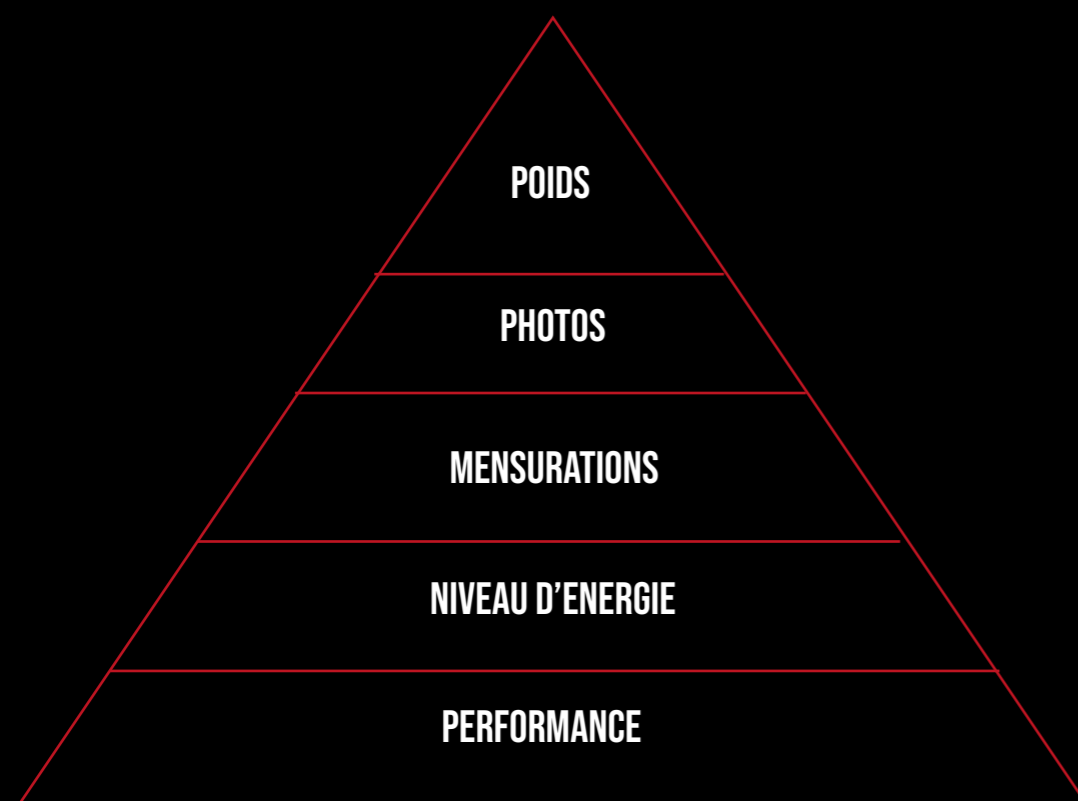 POIDS
PHOTOS
MENSURATIONS
NIVEAU D’ENERGIE
PERFORMANCE